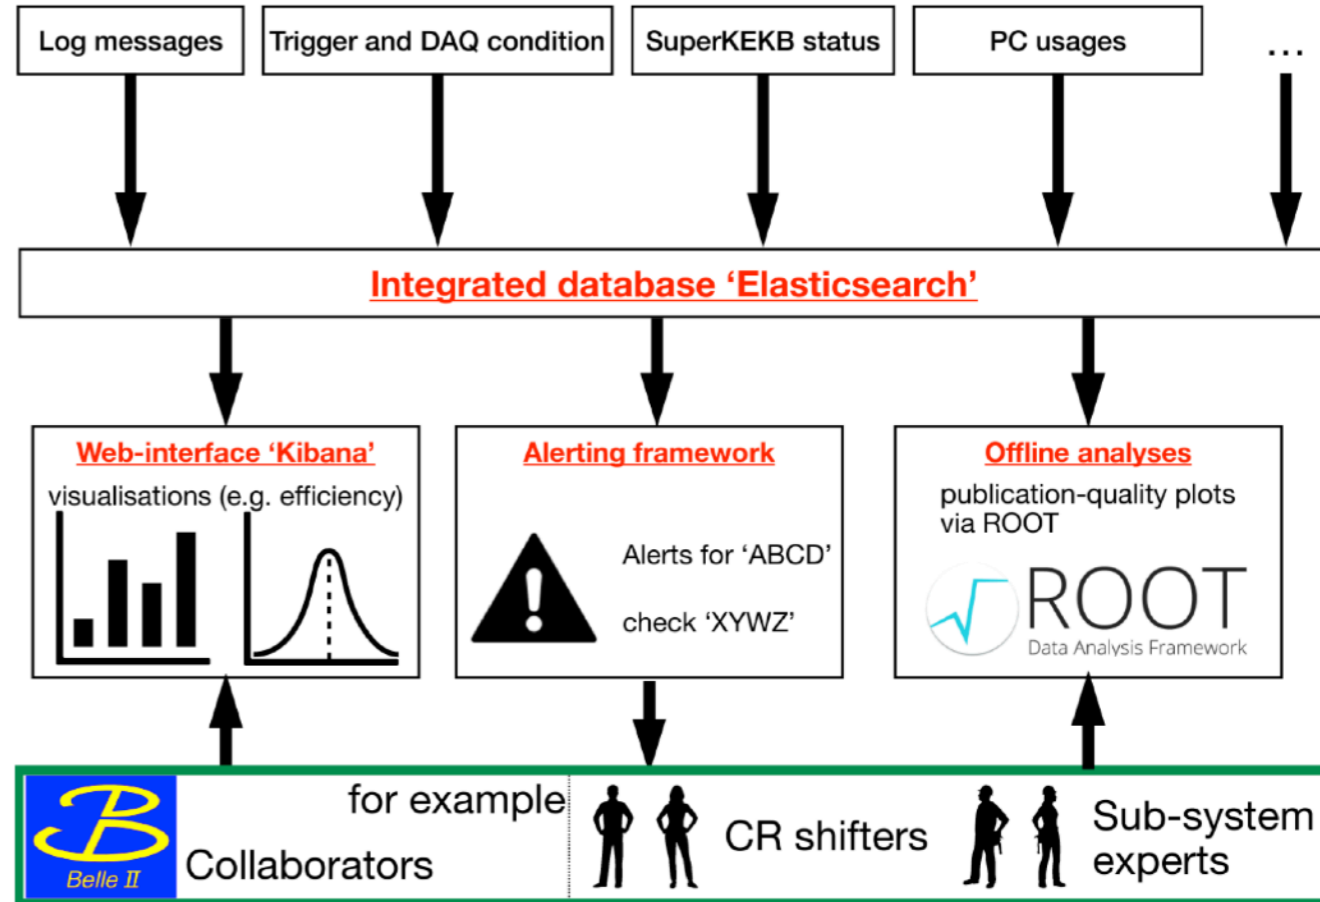 Log messages
Trigger and DAQ condition
SuperKEKB status
PC usages
...
Integrated database ‘Elasticsearch’
Web-interface ‘Kibana’
visualisations (e.g. efficiency)
Alerting framework
!
Alerts for ‘ABCD’
check ‘XYWZ’
Offline analyses
publication-quality plots
via ROOT
ROOT
Data Analysis Framework
B
Belle II
for example
Collaborators
CR shifters
Sub-system
experts